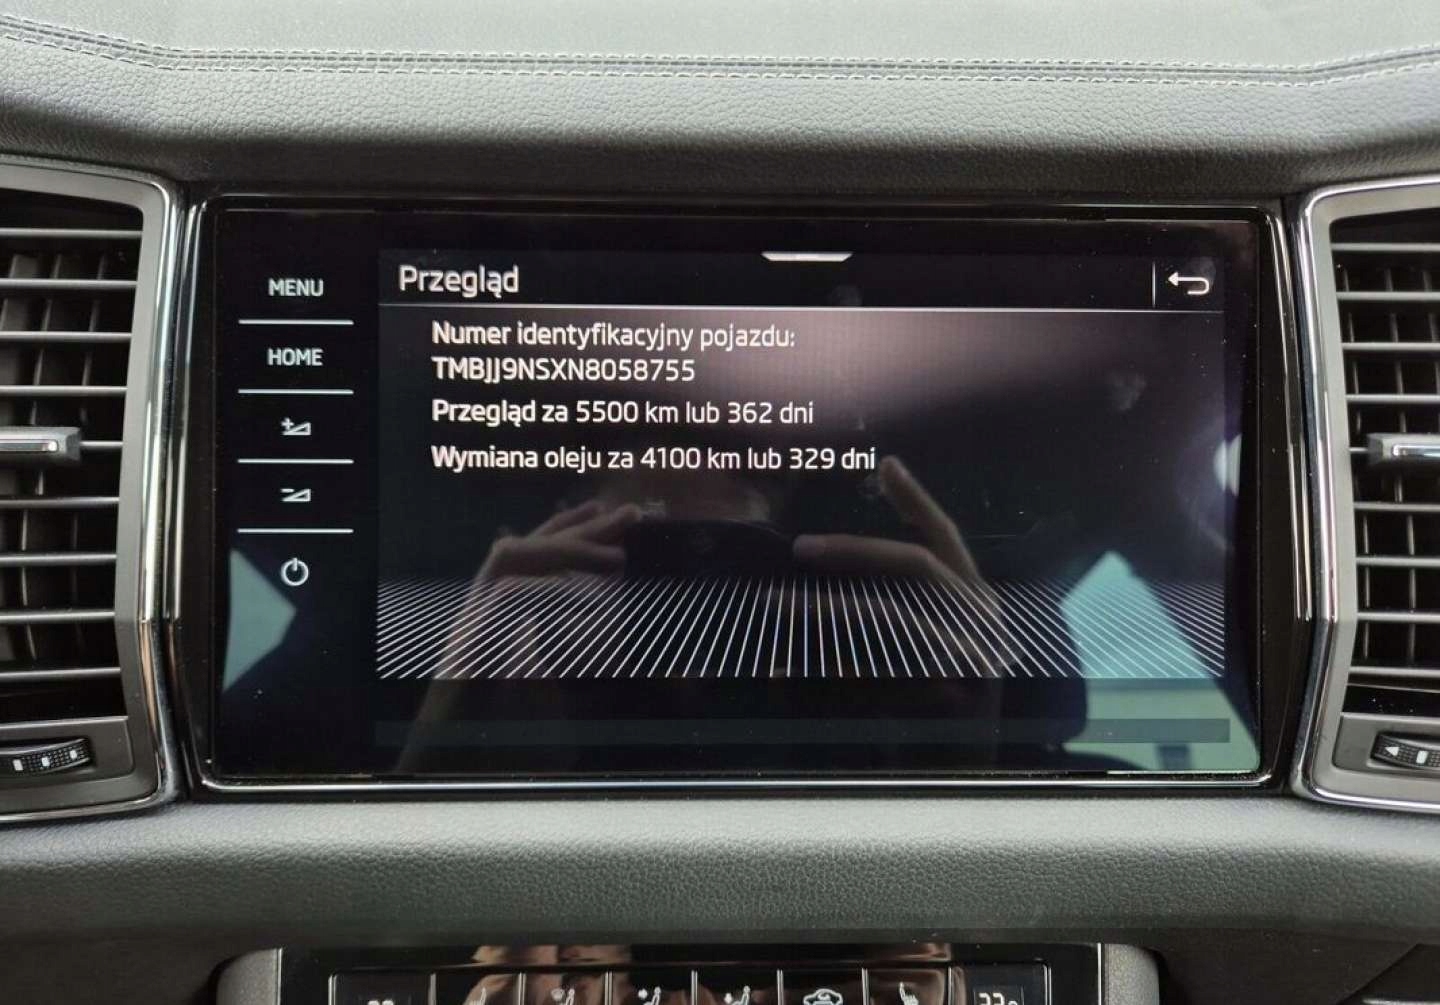 MENU
HOME
Przegląd
Numer identyfikacyjny pojazdu:
TMBJJ9NSXN8058755
Przegląd za 5500 km lub 362 dni
Wymiana oleju za 4100 km lub 329 dni